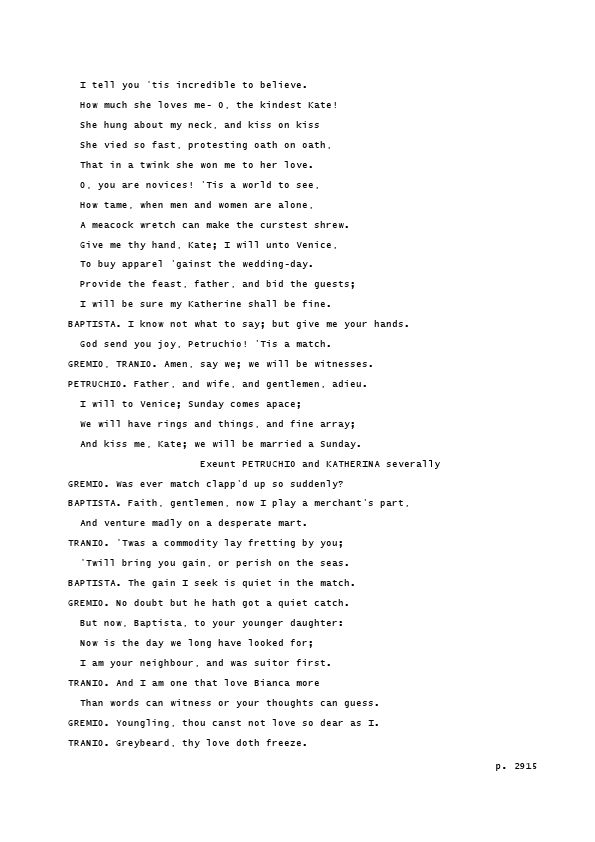 I tell you 'tis incredible to believe.
How much she loves me- O, the kindest Kate!
She hung about my neck, and kiss on kiss
She vied so fast, protesting oath on oath,
That in a twink she won me to her love.
O, you are novices! 'Tis a world to see,
How tame, when men and women are alone,
A meacock wretch can make the curstest shrew.
Give me thy hand, Kate; I will unto Venice,
To buy apparel 'gainst the wedding-day.
Provide the feast, father, and bid the guests;
I will be sure my Katherine shall be fine.
BAPTISTA. I know not what to say; but give me your hands.
God send you joy, Petruchio! 'Tis a match.
GREMIO, TRANIO. Amen, say we; we will be witnesses.
PETRUCHIO. Father, and wife, and gentlemen, adieu.
I will to Venice; Sunday comes apace;
We will have rings and things, and fine array;
And kiss me, Kate; we will be married a Sunday.
Exeunt PETRUCHIO and KATHERINA severally
GREMIO. Was ever match clapp'd up so suddenly?
BAPTISTA. Faith, gentlemen, now I play a merchant's part,
And venture madly on a desperate mart.
TRANIO. 'Twas a commodity lay fretting by you;
'Twill bring you gain, or perish on the seas.
BAPTISTA. The gain I seek is quiet in the match.
GREMIO. No doubt but he hath got a quiet catch.
But now, Baptista, to your younger daughter:
Now is the day we long have looked for;
I am your neighbour, and was suitor first.
TRANIO. And I am one that love Bianca more
Than words can witness or your thoughts can guess.
GREMIO. Youngling, thou canst not love so dear as I.
TRANIO. Greybeard, thy love doth freeze.
p. 2915